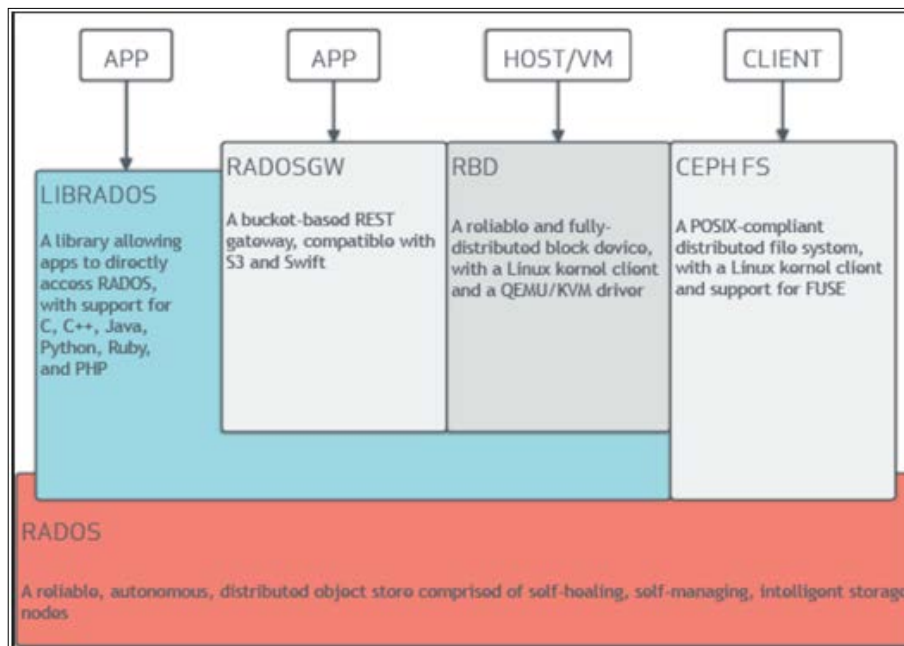 APP
APP
HOST/VM
CLIENT
LIBRADOS
A library allowing
apps to directly
access RADOS,
with support for
C, C++, Java,
Python, Ruby,
and PHP
RADOSGW
A bucket-based REST
gateway, compatible with
S3 and Swift
RBD
A reliable and fully-
distributed block device,
with a Linux kernel client
and a QEMU/KVM driver
CEPH FS
A POSIX-compliant
distributed file system,
with a Linux kernel client
and support for FUSE
RADOS
A reliable, autonomous, distributed object store comprised of self-healing, self-managing, intelligent storage
nodes